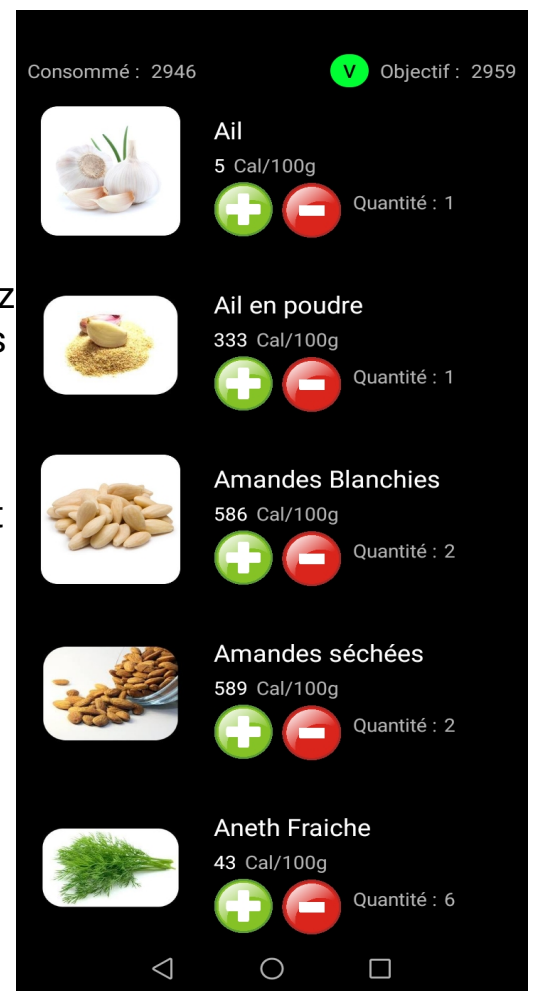 Consommé : 2946
V Objectif : 2959
Ail
5 Cal/100g
Quantité : 1
z
s
Ail en poudre
333 Cal/100g
Quantité : 1
Amandes Blanchies
586 Cal/100g
t
Quantité : 2
Amandes séchées
589 Cal/100g
Quantité : 2
Aneth Fraiche
43 Cal/100g
Quantité : 6